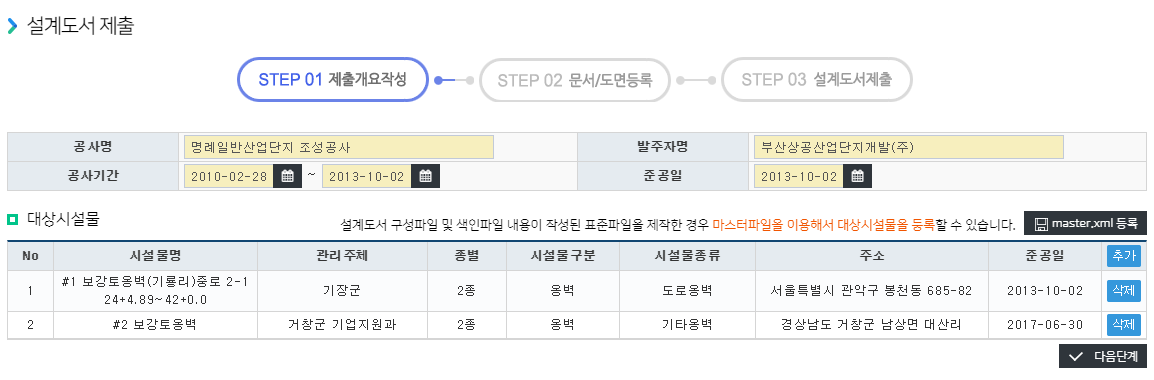 설계도서 제출
STEP 01 제출개요작성 STEP 02 문서/도면등록 STEP 03 설계도서제출
공사명 명례일반산업단지 조성공사 발주자명 부산상공산업단지개발(주)
공사기간 2010-02-28 ~ 2013-10-02 준공일 2013-10-02
대상시설물 설계도서 구성파일 및 색인파일 내용이 작성된 표준파일을 제작한 경우 마스터파일을 이용해서 대상시설물을 등록할 수 있습니다. master.xml 등록
No 시설물명 관리주체 종별 시설물구분 시설물종류 주소 준공일 추가
1 #1 보강토옹벽(기룡리)중로 2-1 기장군 2종 옹벽 도로옹벽 서울특별시 관악구 봉천동 685-82 2013-10-02 삭제
24+4.89~42+0.0
2 #2 보강토옹벽 거창군 기업지원과 2종 옹벽 기타옹벽 경상남도 거창군 남상면 대산리 2017-06-30 삭제
다음단계